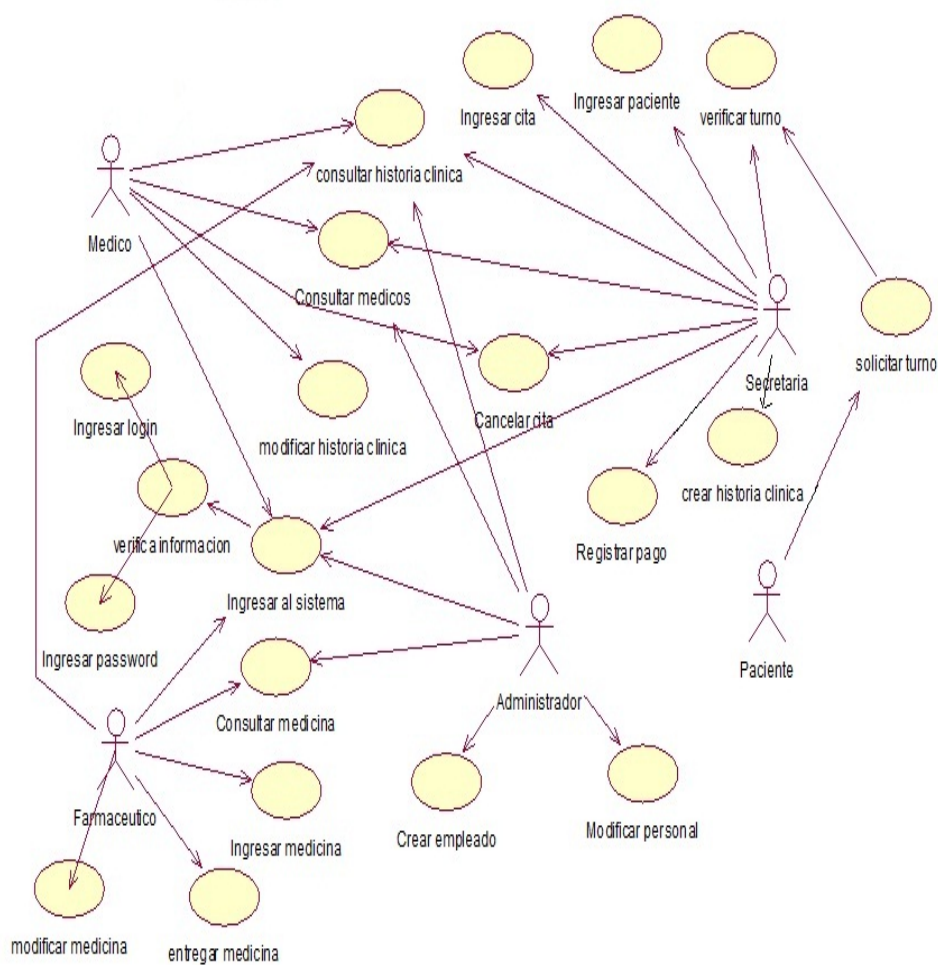 Ingresar cita
Ingresar paciente
verificar turno
consultar historia clinica
Medico
Consultar medicos
Secretaria
solicitar turno
Ingresar login
modificar historia clinica
Cancelar cita
crear historia clinica
verifica informacion
Registrar pago
Ingresar al sistema
Ingresar password
Paciente
Administrador
Consultar medicina
Farmaceutico
Ingresar medicina
Crear empleado
Modificar personal
modificar medicina
entregar medicina